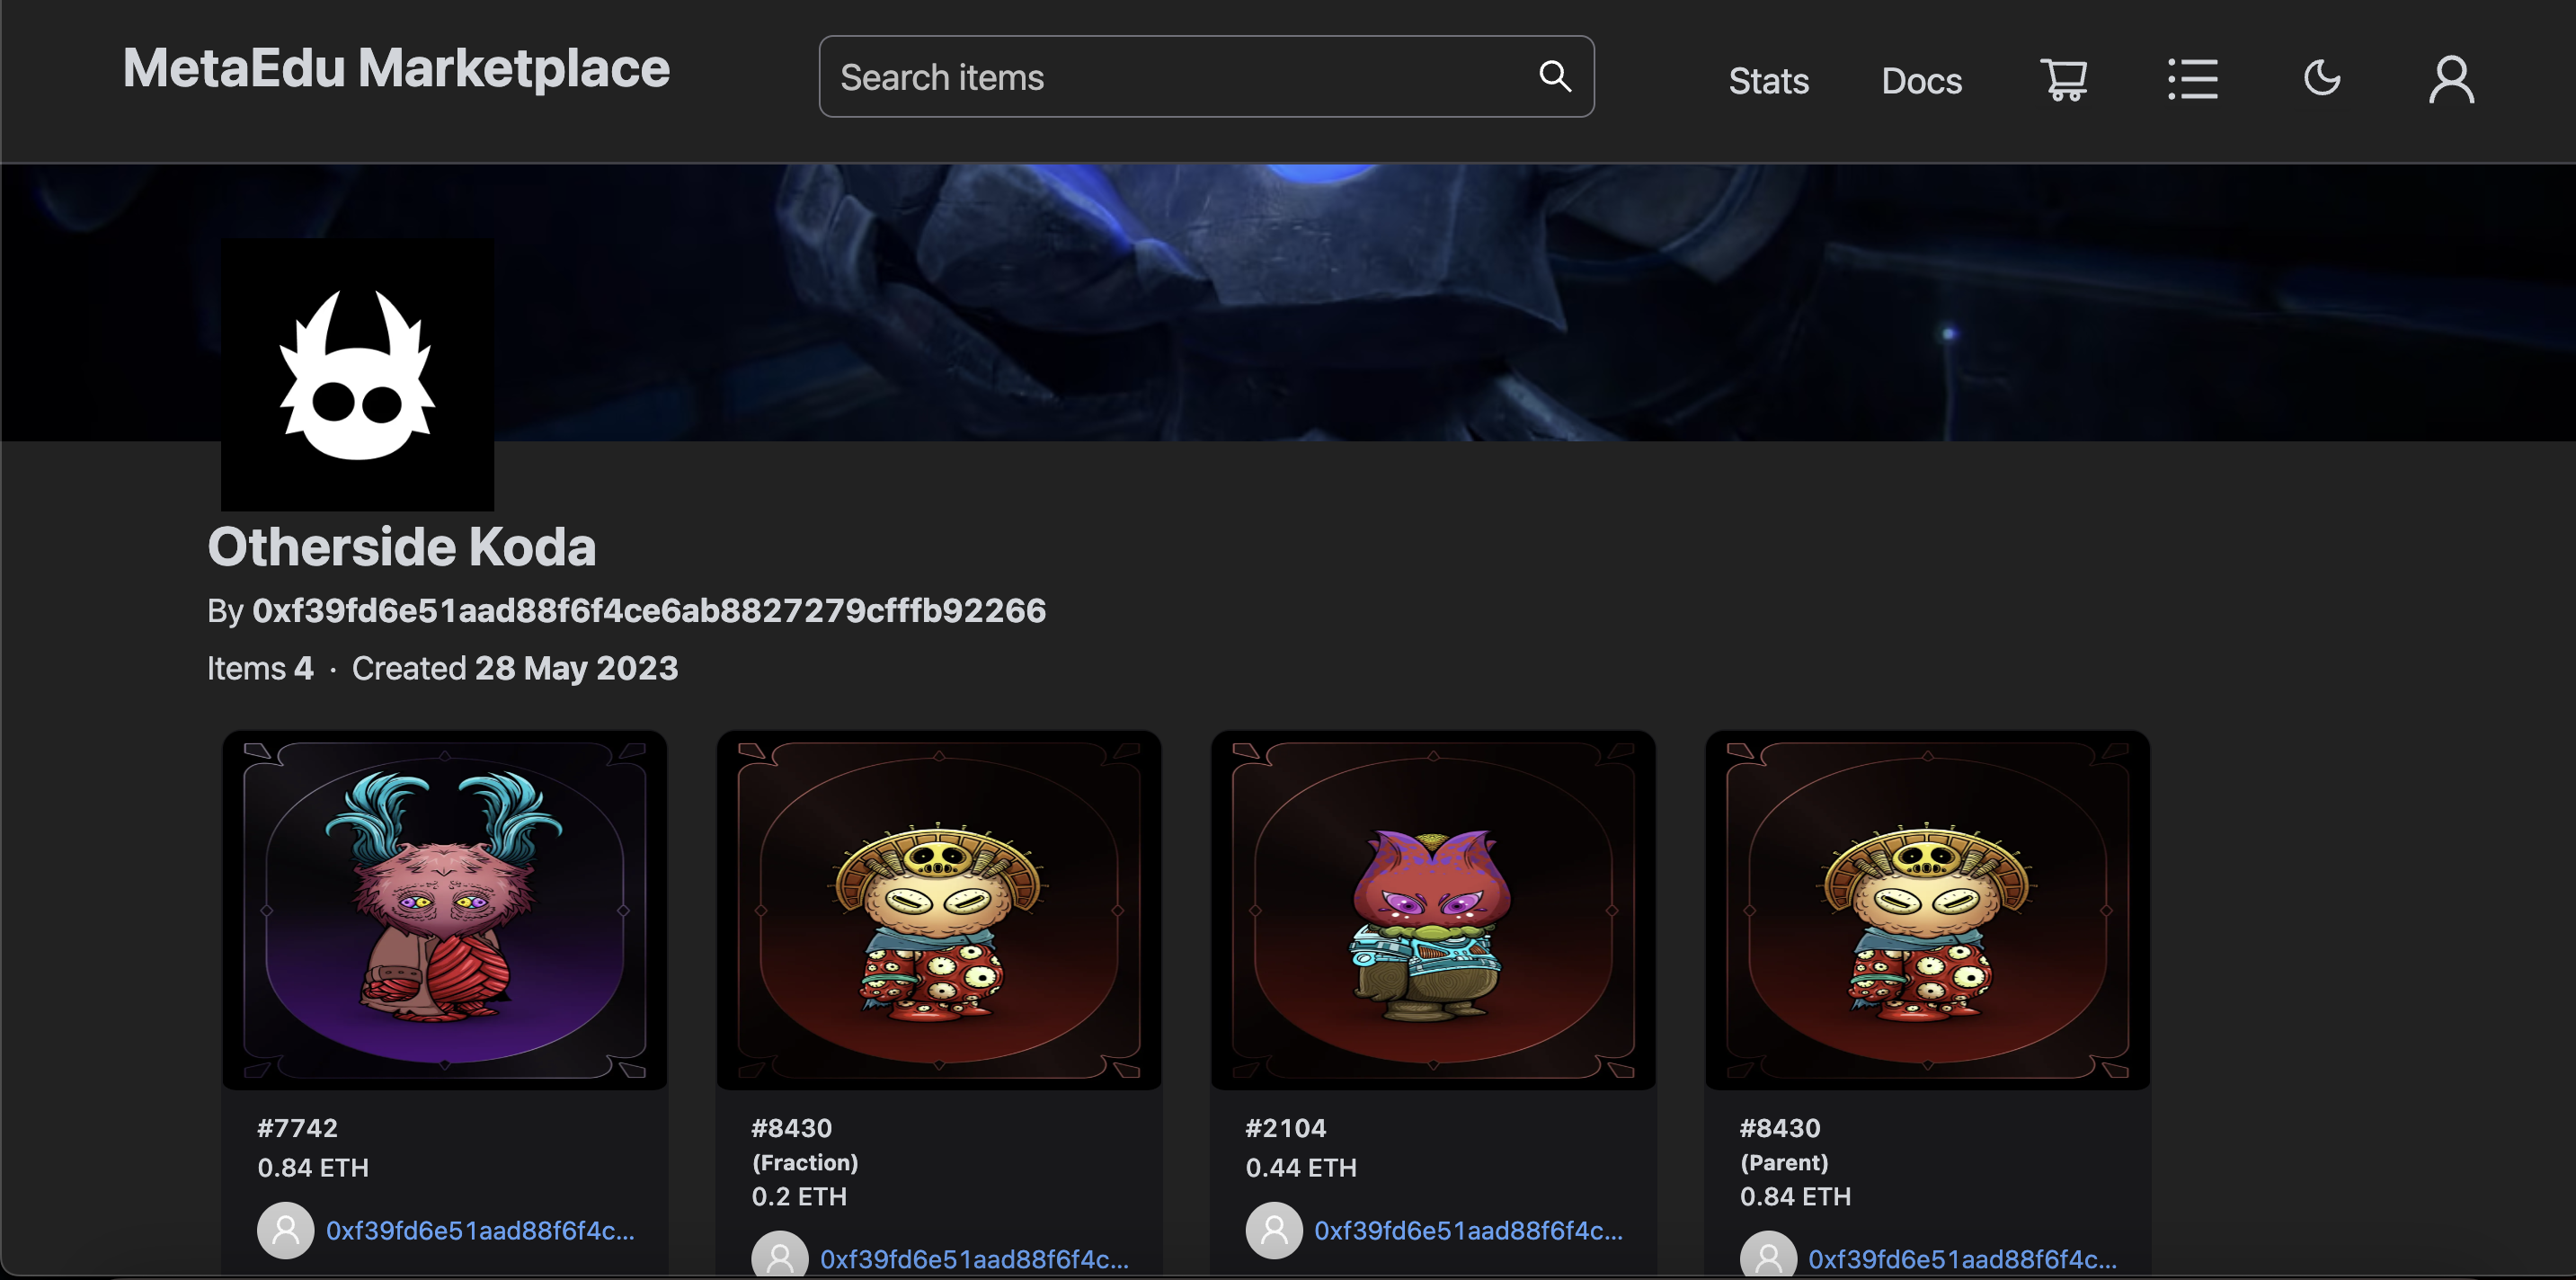 MetaEdu Marketplace
Search items
Stats
Docs
Otherside Koda
By 0xf39fd6e51aad88f6f4ce6ab8827279cfffb92266
Items 4 · Created 28 May 2023
#7742
0.84 ETH
0xf39fd6e51aad88f6f4c...
#8430
(Fraction)
0.2 ETH
0xf39fd6e51aad88f6f4c...
#2104
0.44 ETH
0xf39fd6e51aad88f6f4c...
#8430
(Parent)
0.84 ETH
0xf39fd6e51aad88f6f4c...